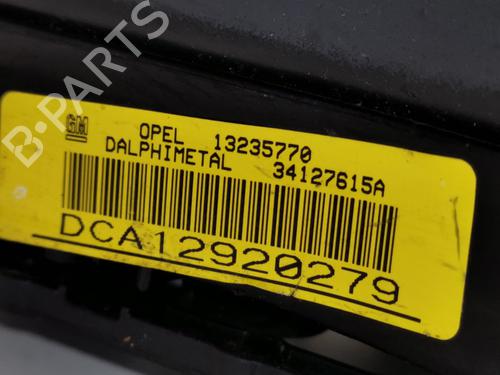 B-PARTS
GM OPEL 13235770
DALPHIMETAL 34127615A
DCA12920279